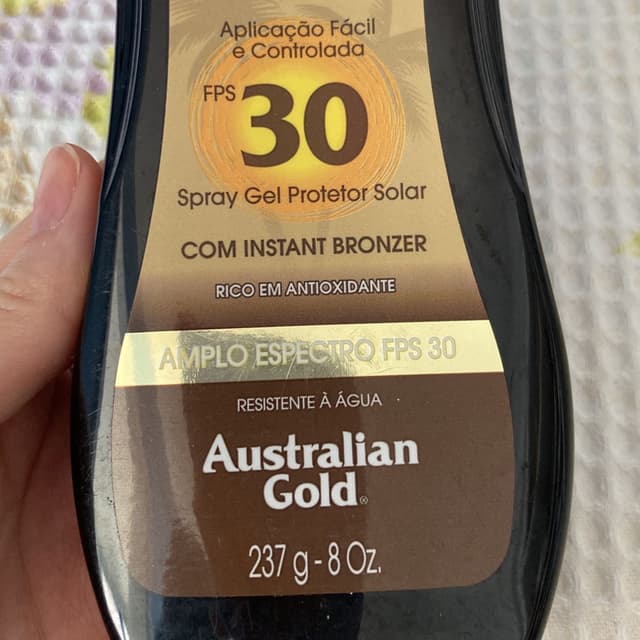 Aplicação Fácil
e Controlada
FPS 30
Spray Gel Protetor Solar
COM INSTANT BRONZER
RICO EM ANTIOXIDANTE
AMPLO ESPECTRO FPS 30
RESISTENTE À ÁGUA
Australian
Gold®
237 g - 8 Oz.